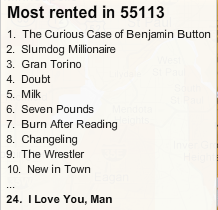 Most rented in 55113
1. The Curious Case of Benjamin Button
2. Slumdog Millionaire
3. Gran Torino
4. Doubt
5. Milk
6. Seven Pounds
7. Burn After Reading
8. Changeling
9. The Wrestler
10. New in Town
...
24. I Love You, Man